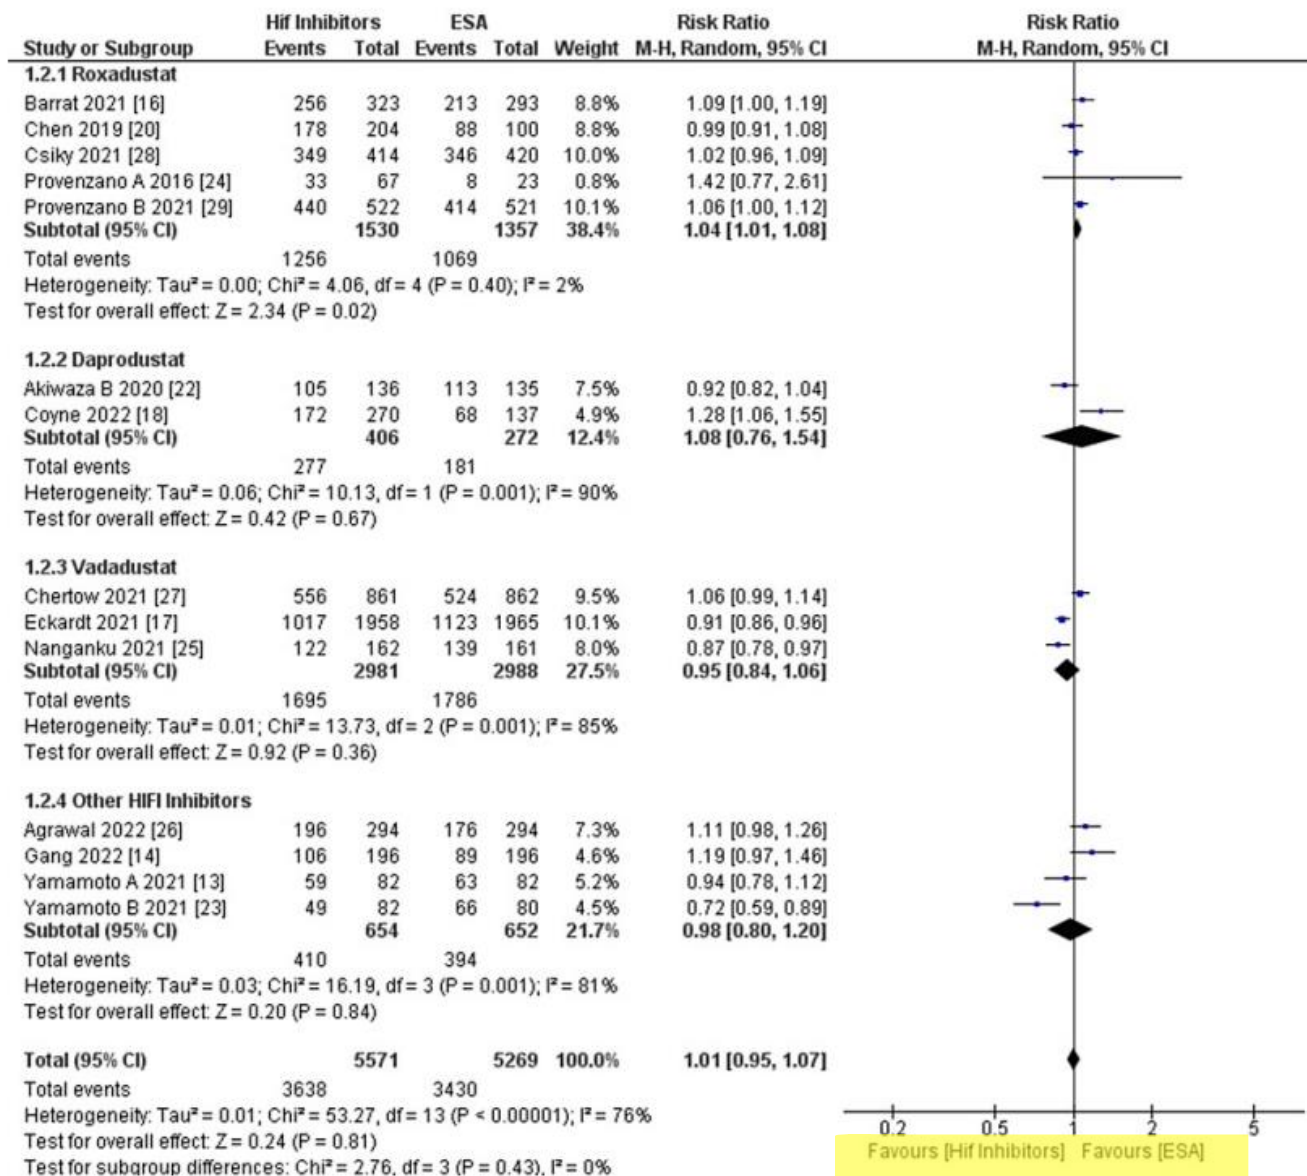 Hif Inhibitors ESA Risk Ratio Risk Ratio
Study or Subgroup Events Total Events Total Weight M-H, Random, 95% CI M-H, Random, 95% CI
1.2.1 Roxadustat
Barrat 2021 [16] 256 323 213 293 8.8% 1.09 [1.00, 1.19]
Chen 2019 [20] 178 204 88 100 8.8% 0.99 [0.91, 1.08]
Csiky 2021 [28] 349 414 346 420 10.0% 1.02 [0.96, 1.09]
Provenzano A 2016 [24] 33 67 8 23 0.8% 1.42 [0.77, 2.61]
Provenzano B 2021 [29] 440 522 414 521 10.1% 1.06 [1.00, 1.12]
Subtotal (95% CI) 1530 1357 38.4% 1.04 [1.01, 1.08]
Total events 1256 1069
Heterogeneity: Tau² = 0.00; Chi² = 4.06, df = 4 (P = 0.40); I² = 2%
Test for overall effect: Z = 2.34 (P = 0.02)
1.2.2 Daprodustat
Akiwaza B 2020 [22] 105 136 113 135 7.5% 0.92 [0.82, 1.04]
Coyne 2022 [18] 172 270 68 137 4.9% 1.28 [1.06, 1.55]
Subtotal (95% CI) 406 272 12.4% 1.08 [0.76, 1.54]
Total events 277 181
Heterogeneity: Tau² = 0.06; Chi² = 10.13, df = 1 (P = 0.001); I² = 90%
Test for overall effect: Z = 0.42 (P = 0.67)
1.2.3 Vadadustat
Chertow 2021 [27] 556 861 524 862 9.5% 1.06 [0.99, 1.14]
Eckardt 2021 [17] 1017 1958 1123 1965 10.1% 0.91 [0.86, 0.96]
Nanganku 2021 [25] 122 162 139 161 8.0% 0.87 [0.78, 0.97]
Subtotal (95% CI) 2981 2988 27.5% 0.95 [0.84, 1.06]
Total events 1695 1786
Heterogeneity: Tau² = 0.01; Chi² = 13.73, df = 2 (P = 0.001); I² = 85%
Test for overall effect: Z = 0.92 (P = 0.36)
1.2.4 Other HIFI Inhibitors
Agrawal 2022 [26] 196 294 176 294 7.3% 1.11 [0.98, 1.26]
Gang 2022 [14] 106 196 89 196 4.6% 1.19 [0.97, 1.46]
Yamamoto A 2021 [13] 59 82 63 82 5.2% 0.94 [0.78, 1.12]
Yamamoto B 2021 [23] 49 82 66 80 4.5% 0.72 [0.59, 0.89]
Subtotal (95% CI) 654 652 21.7% 0.98 [0.80, 1.20]
Total events 410 394
Heterogeneity: Tau² = 0.03; Chi² = 16.19, df = 3 (P = 0.001); I² = 81%
Test for overall effect: Z = 0.20 (P = 0.84)
Total (95% CI) 5571 5269 100.0% 1.01 [0.95, 1.07]
Total events 3638 3430
Heterogeneity: Tau² = 0.01; Chi² = 53.27, df = 13 (P < 0.00001); I² = 76%
Test for overall effect: Z = 0.24 (P = 0.81)
Test for subgroup differences: Chi² = 2.76, df = 3 (P = 0.43), I² = 0%
0.2 0.5 1 2 5
Favours [Hif Inhibitors] Favours [ESA]